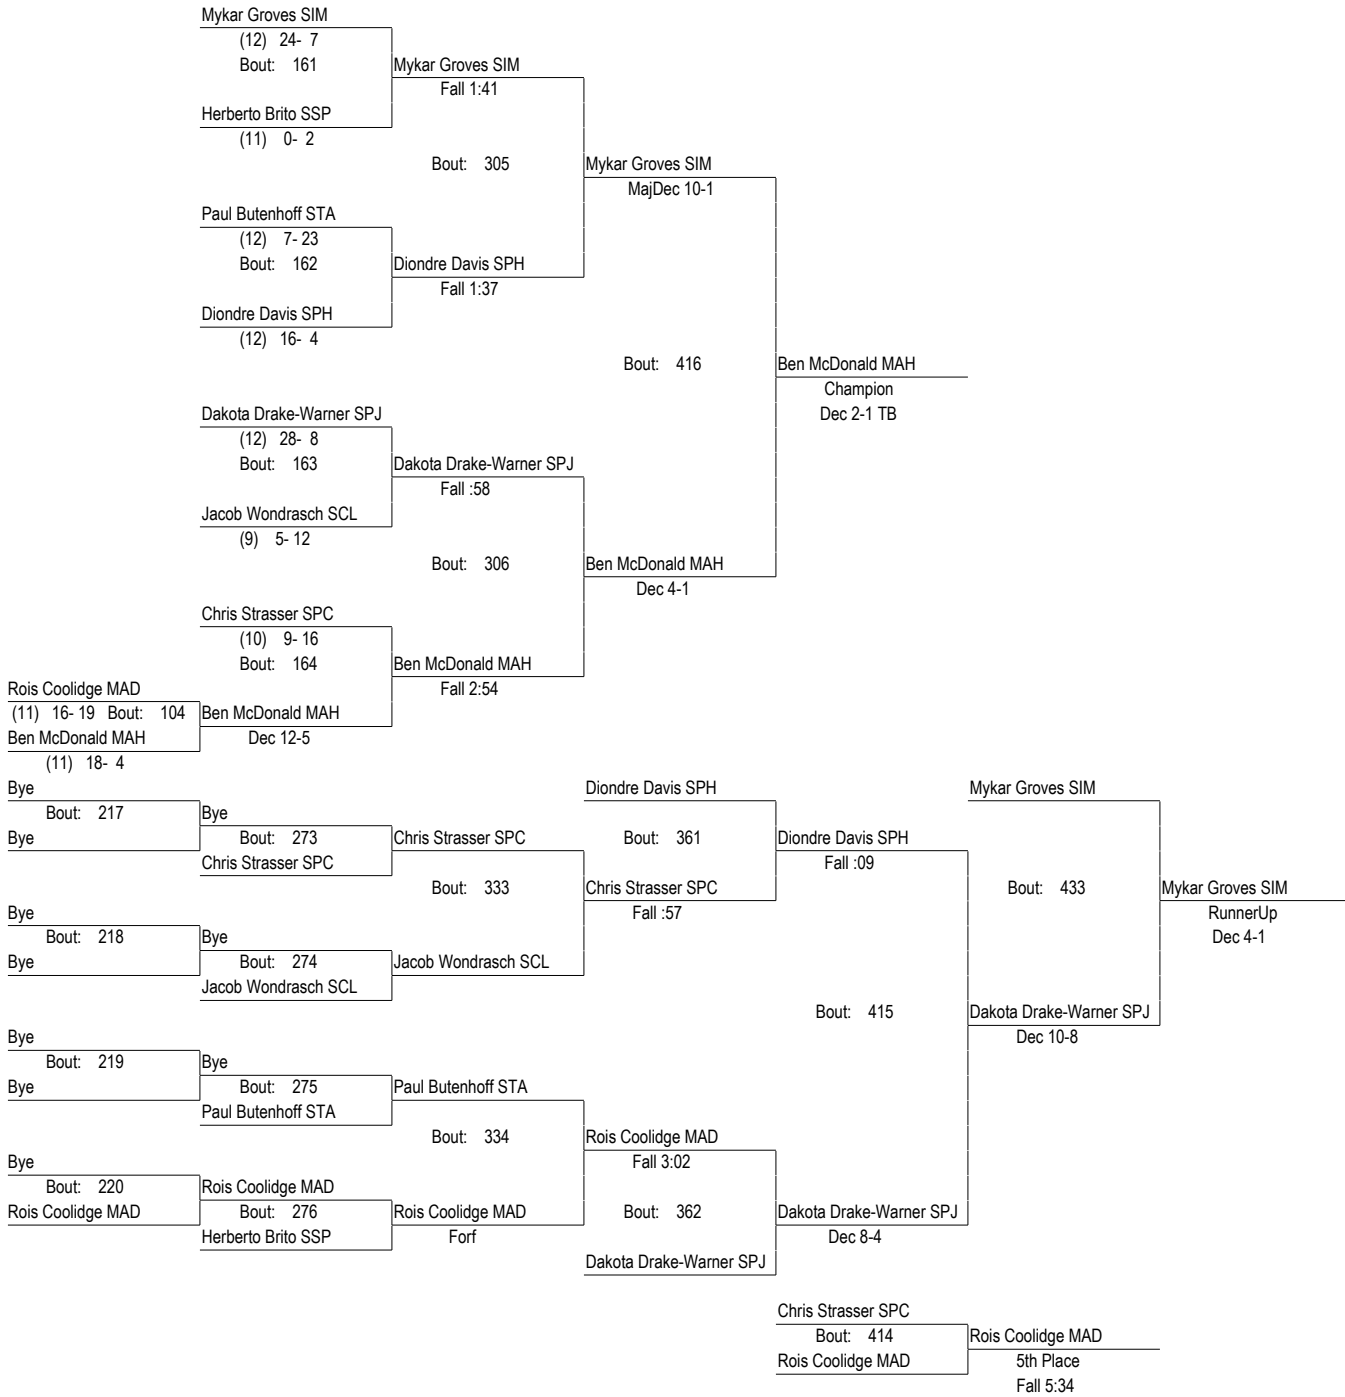 Mykar Groves SIM
(12) 24- 7
Bout: 161
Mykar Groves SIM
Fall 1:41
Herberto Brito SSP
(11) 0- 2
Bout: 305
Mykar Groves SIM
MajDec 10-1
Paul Butenhoff STA
(12) 7- 23
Bout: 162
Diondre Davis SPH
Fall 1:37
Diondre Davis SPH
(12) 16- 4
Bout: 416
Ben McDonald MAH
Champion
Dec 2-1 TB
Dakota Drake-Warner SPJ
(12) 28- 8
Bout: 163
Dakota Drake-Warner SPJ
Fall :58
Jacob Wondrasch SCL
(9) 5- 12
Bout: 306
Ben McDonald MAH
Dec 4-1
Chris Strasser SPC
(10) 9- 16
Bout: 164
Ben McDonald MAH
Fall 2:54
Rois Coolidge MAD
(11) 16- 19 Bout: 104
Ben McDonald MAH
Ben McDonald MAH
Dec 12-5
(11) 18- 4
Bye
Bout: 217
Bye
Bye
Bout: 273
Chris Strasser SPC
Chris Strasser SPC
Diondre Davis SPH
Bout: 361
Diondre Davis SPH
Fall :09
Mykar Groves SIM
Bout: 333
Chris Strasser SPC
Fall :57
Bout: 433
Mykar Groves SIM
RunnerUp
Dec 4-1
Bye
Bout: 218
Bye
Bye
Bout: 274
Jacob Wondrasch SCL
Jacob Wondrasch SCL
Bout: 415
Dakota Drake-Warner SPJ
Dec 10-8
Bye
Bout: 219
Bye
Bye
Bout: 275
Paul Butenhoff STA
Paul Butenhoff STA
Bout: 334
Rois Coolidge MAD
Fall 3:02
Bye
Bout: 220
Rois Coolidge MAD
Rois Coolidge MAD
Bout: 276
Herberto Brito SSP
Rois Coolidge MAD
Forf
Bout: 362
Dakota Drake-Warner SPJ
Dec 8-4
Dakota Drake-Warner SPJ
Chris Strasser SPC
Bout: 414
Rois Coolidge MAD
Rois Coolidge MAD
5th Place
Fall 5:34